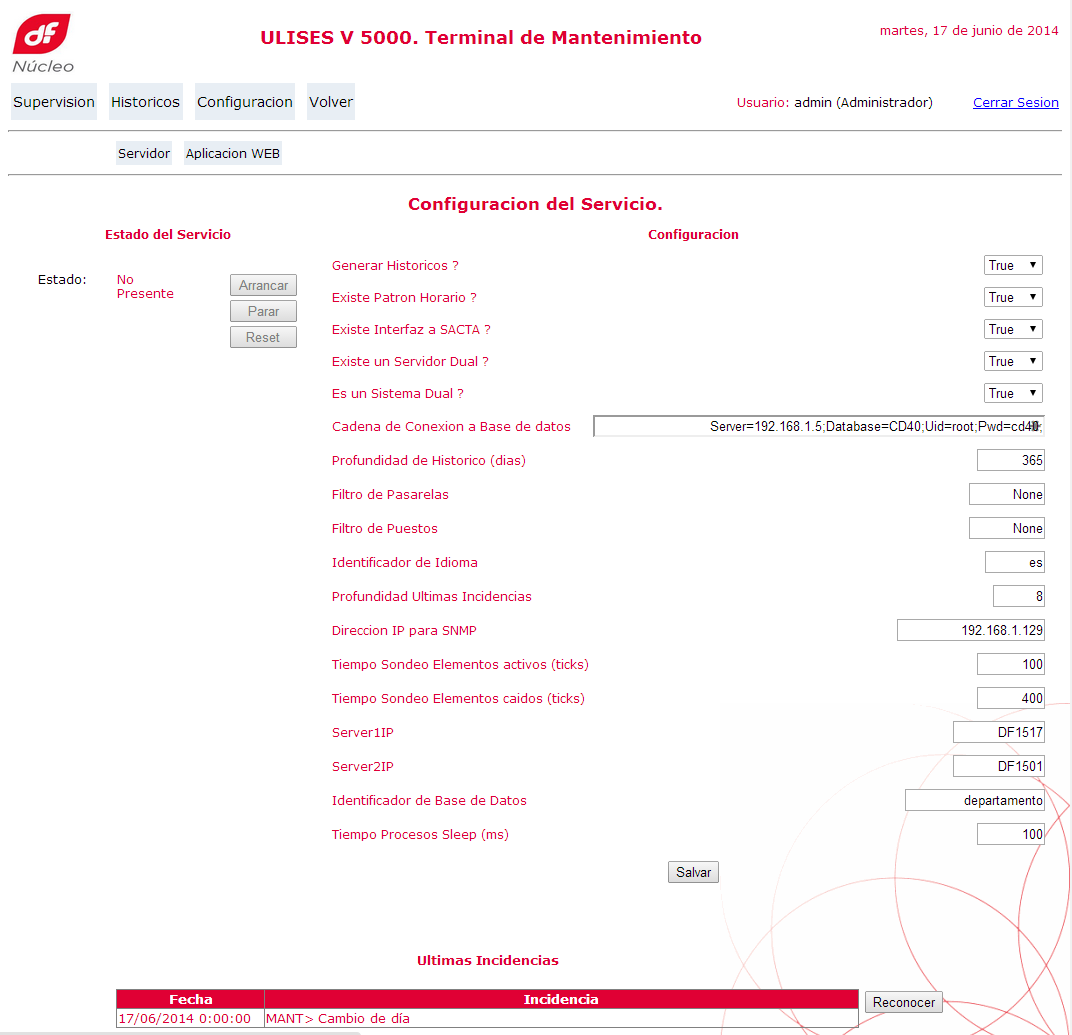 df
Núcleo
ULISES V 5000. Terminal de Mantenimiento
martes, 17 de junio de 2014
Supervision Historicos Configuracion Volver
Usuario: admin (Administrador) Cerrar Sesion
Servidor Aplicacion WEB
Configuracion del Servicio.
Estado del Servicio
Configuracion
Estado: No Presente
Arrancar
Parar
Reset
Generar Historicos ? True
Existe Patron Horario ? True
Existe Interfaz a SACTA ? True
Existe un Servidor Dual ? True
Es un Sistema Dual ? True
Cadena de Conexion a Base de datos Server=192.168.1.5;Database=CD40;Uid=root;Pwd=cd40;
Profundidad de Historico (dias) 365
Filtro de Pasarelas None
Filtro de Puestos None
Identificador de Idioma es
Profundidad Ultimas Incidencias 8
Direccion IP para SNMP 192.168.1.129
Tiempo Sondeo Elementos activos (ticks) 100
Tiempo Sondeo Elementos caidos (ticks) 400
Server1IP DF1517
Server2IP DF1501
Identificador de Base de Datos departamento
Tiempo Procesos Sleep (ms) 100
Salvar
Ultimas Incidencias
Fecha Incidencia
Reconocer
17/06/2014 0:00:00 MANT> Cambio de día